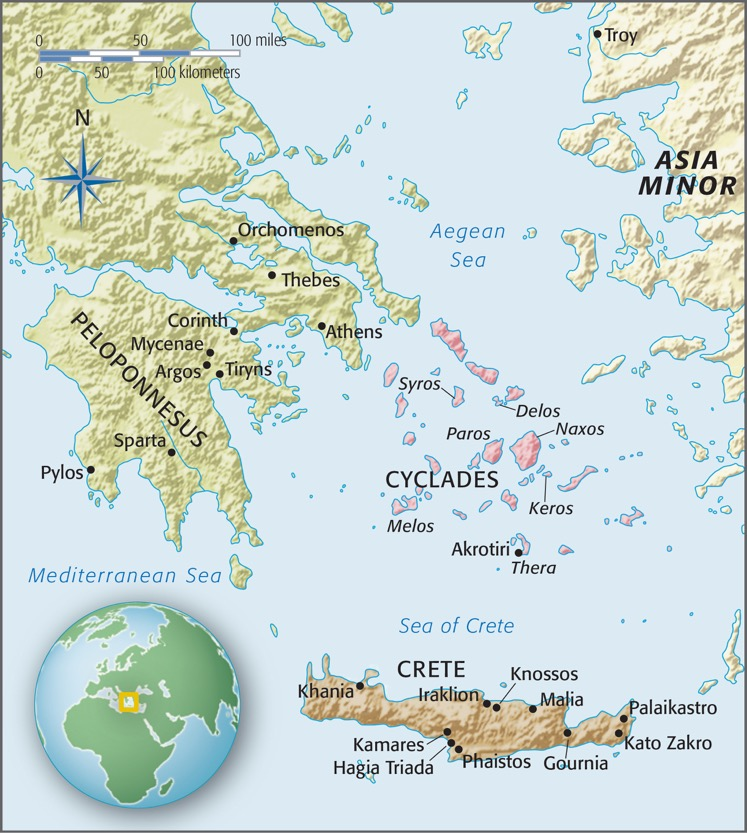 0 50 100 miles
0 50 100 kilometers
Troy
N
ASIA
MINOR
Orchomenos
Aegean
Sea
Thebes
Corinth
Athens
PELOPONNESUS
Mycenae
Argos
Tiryns
Syros
Delos
Naxos
Paros
Sparta
Pylos
CYCLADES
Keros
Melos
Akrotiri
Thera
Mediterranean Sea
Sea of Crete
CRETE
Knossos
Khania
Iraklion
Malia
Palaikastro
Kamares
Kato Zakro
Hagia Triada
Phaistos
Gournia